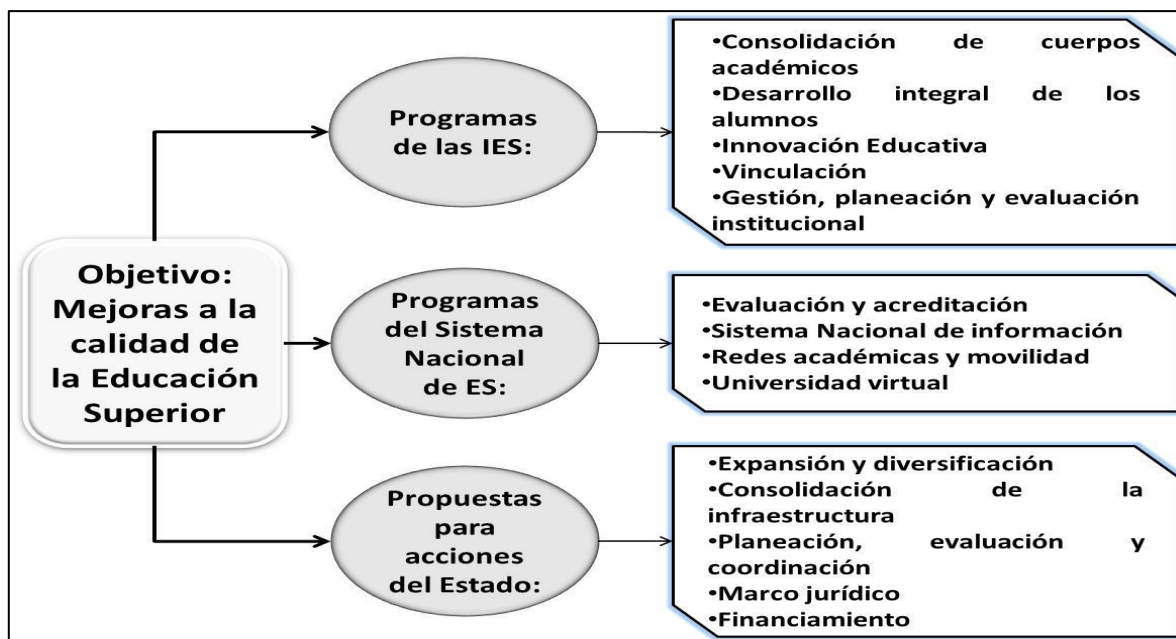 Objetivo:
Mejoras a la
calidad de
la Educación
Superior
Programas
de las IES:
•Consolidación de cuerpos
académicos
•Desarrollo integral de los
alumnos
•Innovación Educativa
•Vinculación
•Gestión, planeación y evaluación
institucional
Programas
del Sistema
Nacional
de ES:
•Evaluación y acreditación
•Sistema Nacional de información
•Redes académicas y movilidad
•Universidad virtual
Propuestas
para
acciones
del Estado:
•Expansión y diversificación
•Consolidación de la
infraestructura
•Planeación, evaluación y
coordinación
•Marco jurídico
•Financiamiento